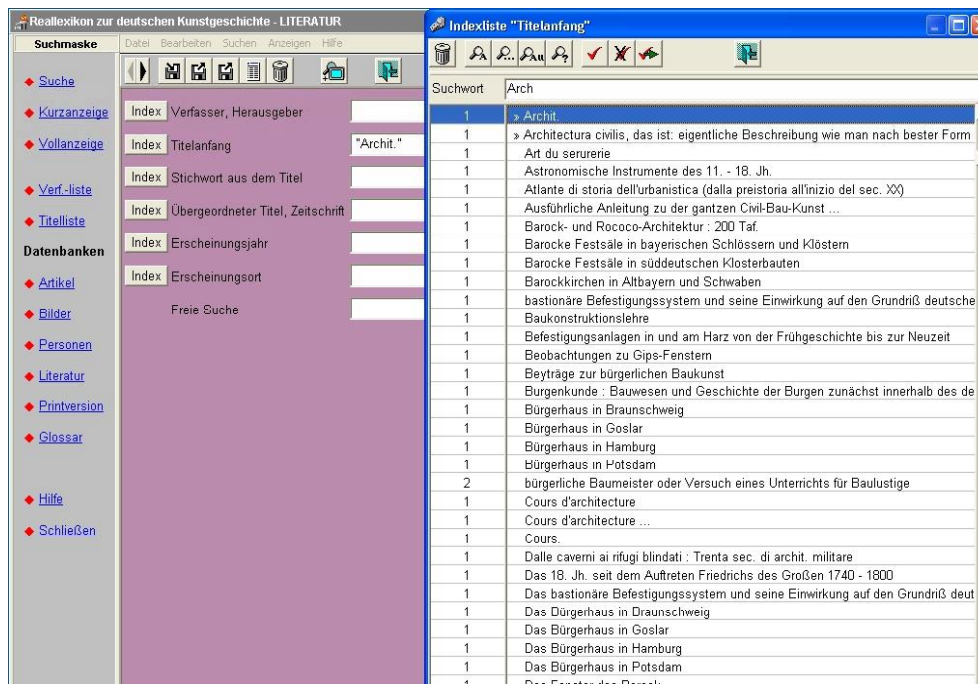 Reallexikon zur deutschen Kunstgeschichte - LITERATUR
Suchmaske
Suche
Kurzanzeige
Vollanzeige
Verf.-liste
Titelliste
Datenbanken
Artikel
Bilder
Personen
Literatur
Printversion
Glossar
Hilfe
Schließen
Datei Bearbeiten Suchen Anzeigen Hilfe
Index Verfasser, Herausgeber
Index Titelanfang "Archit."
Index Stichwort aus dem Titel
Index Übergeordneter Titel, Zeitschrift
Index Erscheinungsjahr
Index Erscheinungsort
Freie Suche
Indexliste "Titelanfang"
Suchwort Arch
1 » Archit.
1 » Architectura civilis, das ist: eigentliche Beschreibung wie man nach bester Form
1 Art du serurerie
1 Astronomische Instrumente des 11. - 18. Jh.
1 Atlante di storia dell'urbanistica (dalla preistoria all'inizio del sec. XX)
1 Ausführliche Anleitung zu der gantzen Civil-Bau-Kunst ...
1 Barock- und Rococo-Architektur : 200 Taf.
1 Barocke Festsäle in bayerischen Schlössern und Klöstern
1 Barocke Festsäle in süddeutschen Klosterbauten
1 Barockkirchen in Altbayern und Schwaben
1 bastionäre Befestigungssystem und seine Einwirkung auf den Grundriß deutsche
1 Baukonstruktionslehre
1 Befestigungsanlagen in und am Harz von der Frühgeschichte bis zur Neuzeit
1 Beobachtungen zu Gips-Fenstern
1 Beyträge zur bürgerlichen Baukunst
1 Burgenkunde : Bauwesen und Geschichte der Burgen zunächst innerhalb des de
1 Bürgerhaus in Braunschweig
1 Bürgerhaus in Goslar
1 Bürgerhaus in Hamburg
1 Bürgerhaus in Potsdam
2 bürgerliche Baumeister oder Versuch eines Unterrichts für Baulustige
1 Cours d'architecture
1 Cours d'architecture ...
1 Cours.
1 Dalle caverni ai rifugi blindati : Trenta sec. di archit. militare
1 Das 18. Jh. seit dem Auftreten Friedrichs des Großen 1740 - 1800
1 Das bastionäre Befestigungssystem und seine Einwirkung auf den Grundriß deut
1 Das Bürgerhaus in Braunschweig
1 Das Bürgerhaus in Goslar
1 Das Bürgerhaus in Hamburg
1 Das Bürgerhaus in Potsdam